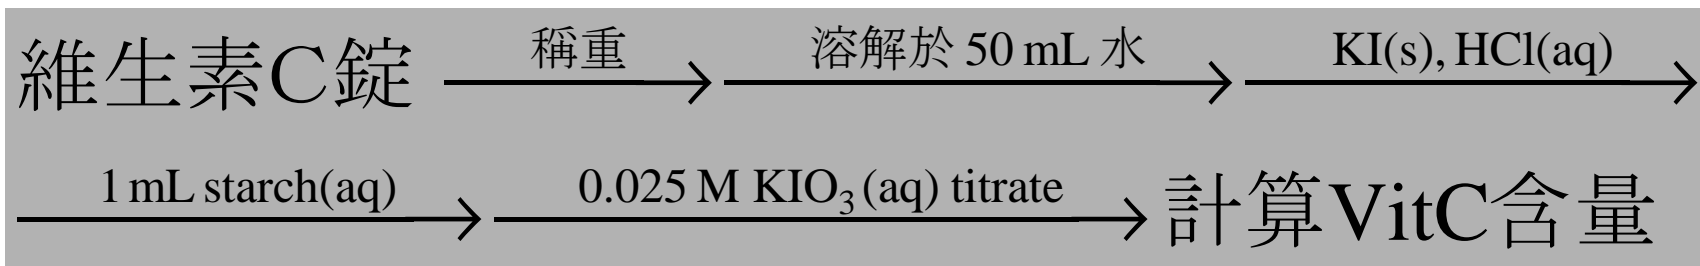 維生素C錠 稱重 溶解於 50 mL 水 KI(s), HCl(aq)
1 mL starch(aq) 0.025 M KIO₃(aq) titrate 計算VitC含量